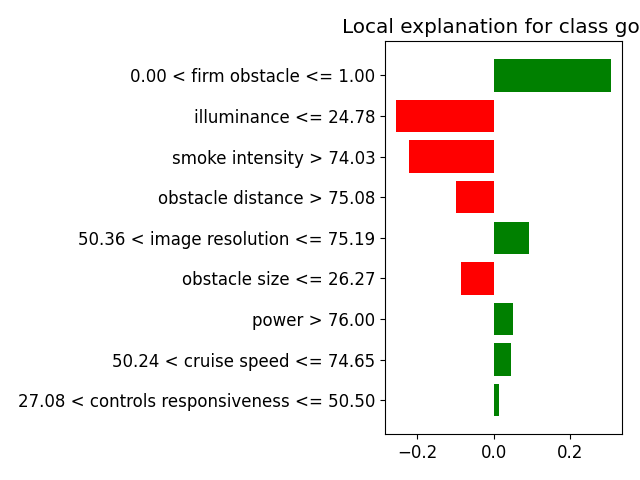 Local explanation for class go
0.00 < firm obstacle <= 1.00
illuminance <= 24.78
smoke intensity > 74.03
obstacle distance > 75.08
50.36 < image resolution <= 75.19
obstacle size <= 26.27
power > 76.00
50.24 < cruise speed <= 74.65
27.08 < controls responsiveness <= 50.50
−0.2 0.0 0.2